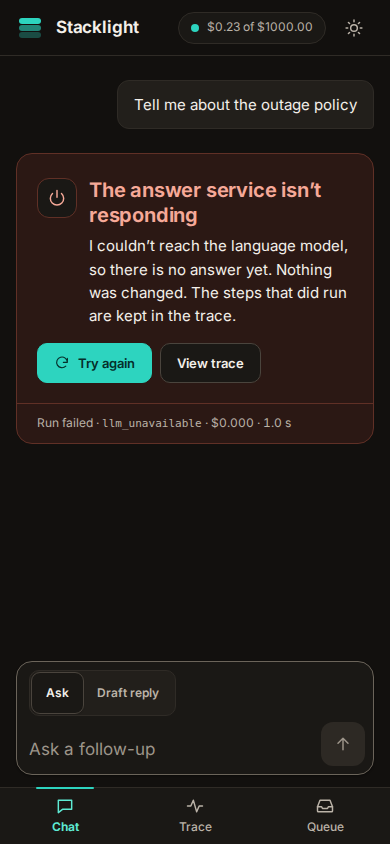 Stacklight
$0.23 of $1000.00
Tell me about the outage policy
The answer service isn’t
responding
I couldn’t reach the language model,
so there is no answer yet. Nothing
was changed. The steps that did run
are kept in the trace.
Try again
View trace
Run failed · llm_unavailable · $0.000 · 1.0 s
Ask
Draft reply
Ask a follow-up
Chat
Trace
Queue